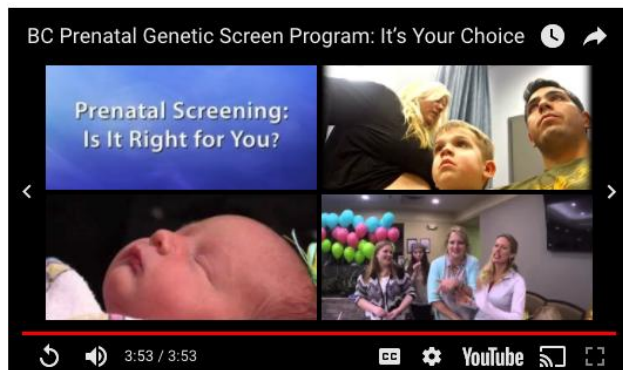 BC Prenatal Genetic Screen Program: It's Your Choice
Prenatal Screening:
Is It Right for You?
3:53 / 3:53
CC
YouTube